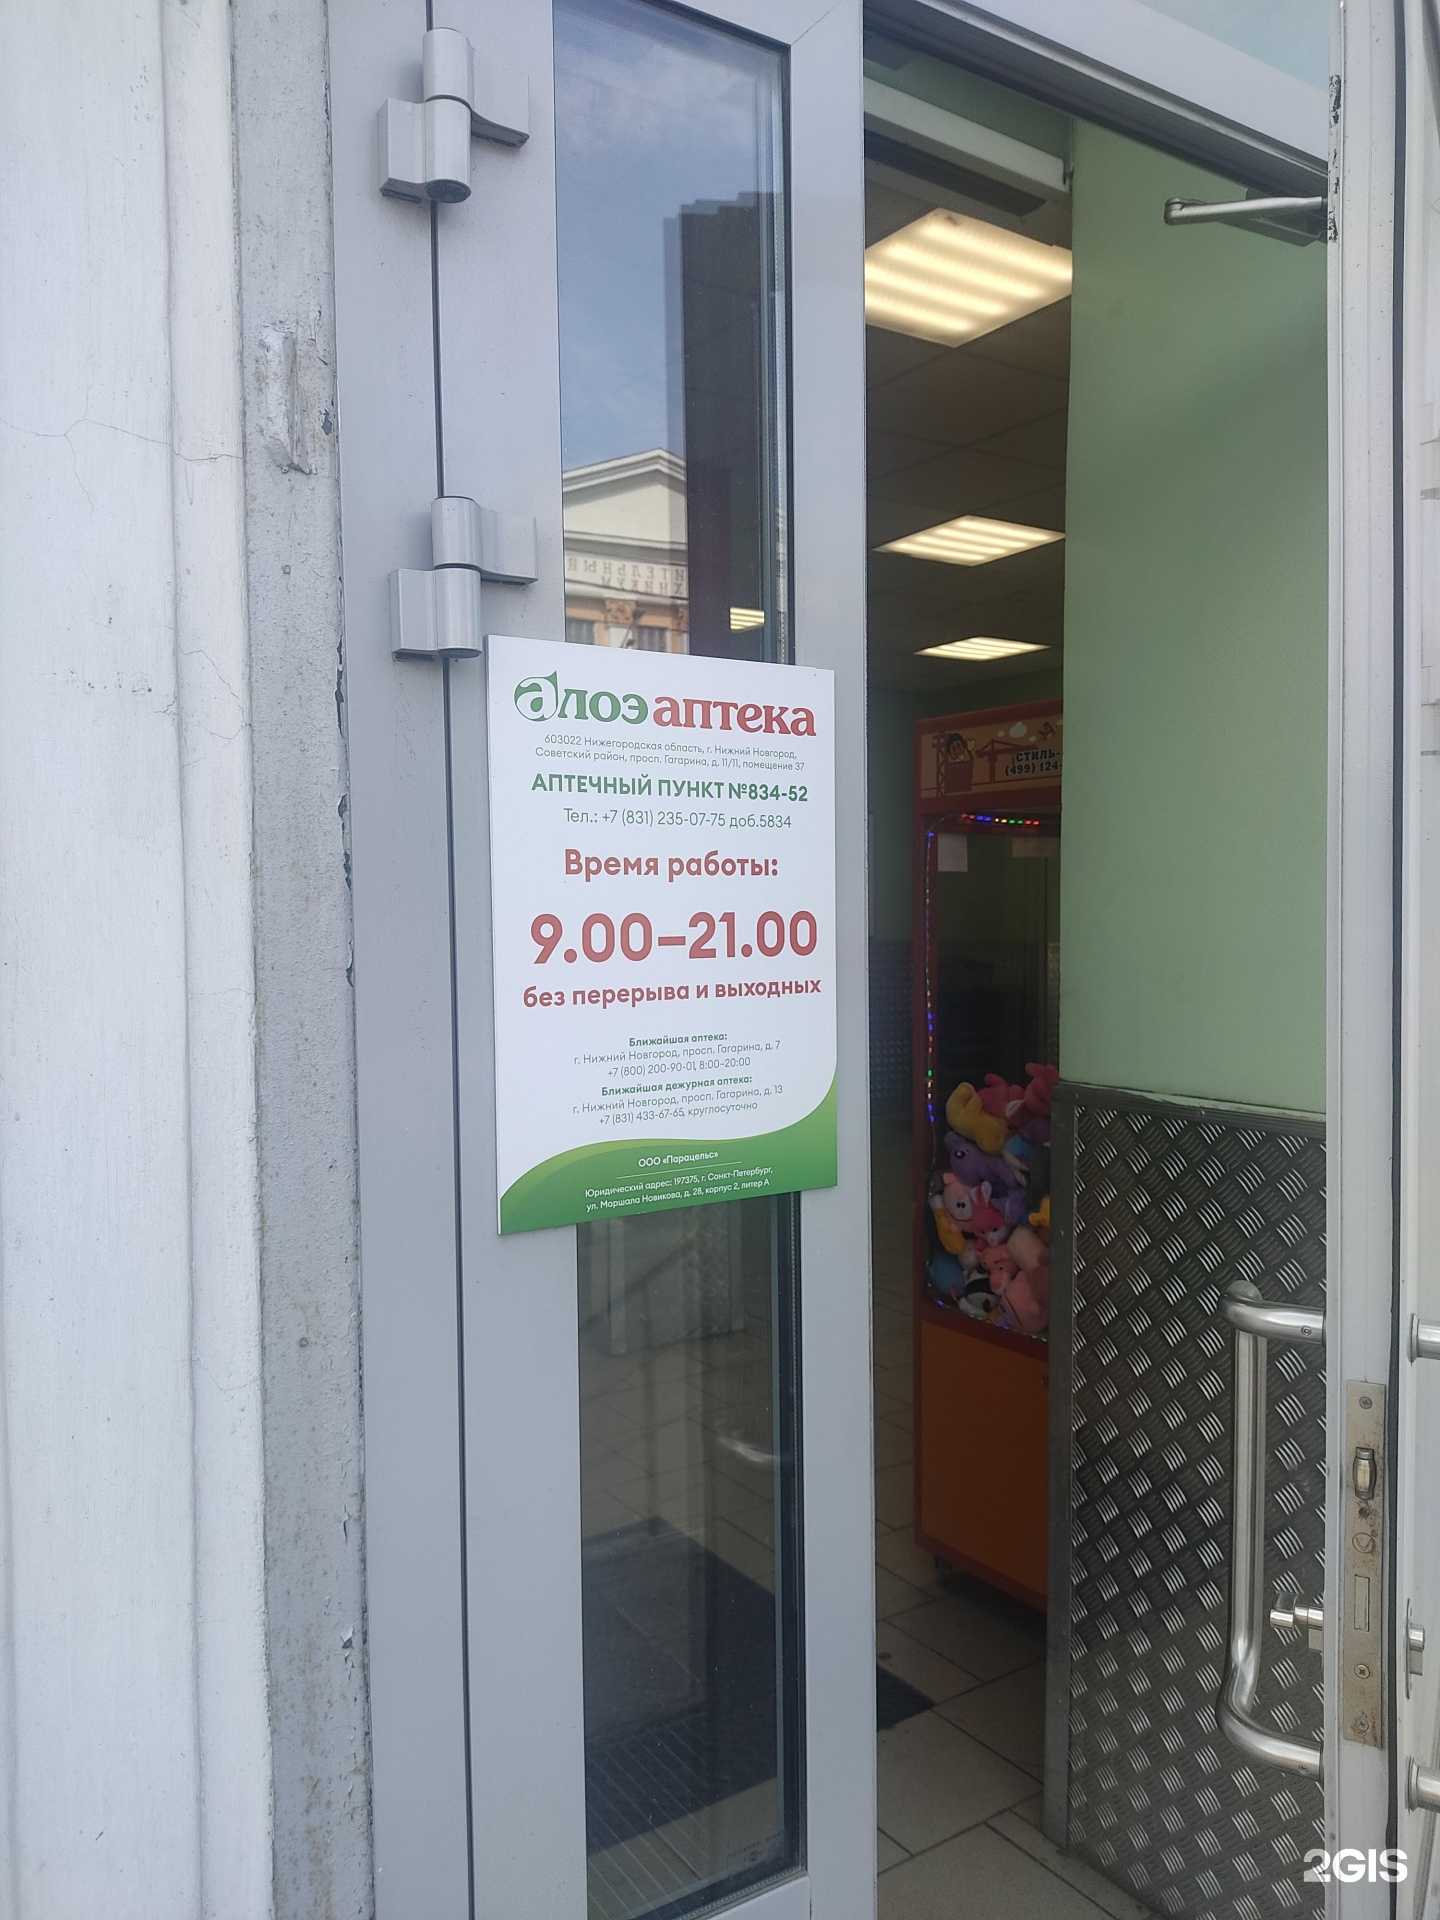 алоэ аптека
603022 Нижегородская область, г. Нижний Новгород,
Советский район, просп. Гагарина, д. 11/11, помещение 37
АПТЕЧНЫЙ ПУНКТ №834-52
Тел.: +7 (831) 235-07-75 доб.5834
Время работы:
9.00–21.00
без перерыва и выходных
Ближайшая аптека:
г. Нижний Новгород, просп. Гагарина, д. 7
+7 (800) 200-90-01, 8:00–20:00
Ближайшая дежурная аптека:
г. Нижний Новгород, просп. Гагарина, д. 13
+7 (831) 433-67-65, круглосуточно
ООО «Парацельс»
Юридический адрес: 197375, г. Санкт-Петербург,
ул. Маршала Новикова, д. 28, корпус 2, литер А
СТИЛЬ-
(499) 124-
2GIS